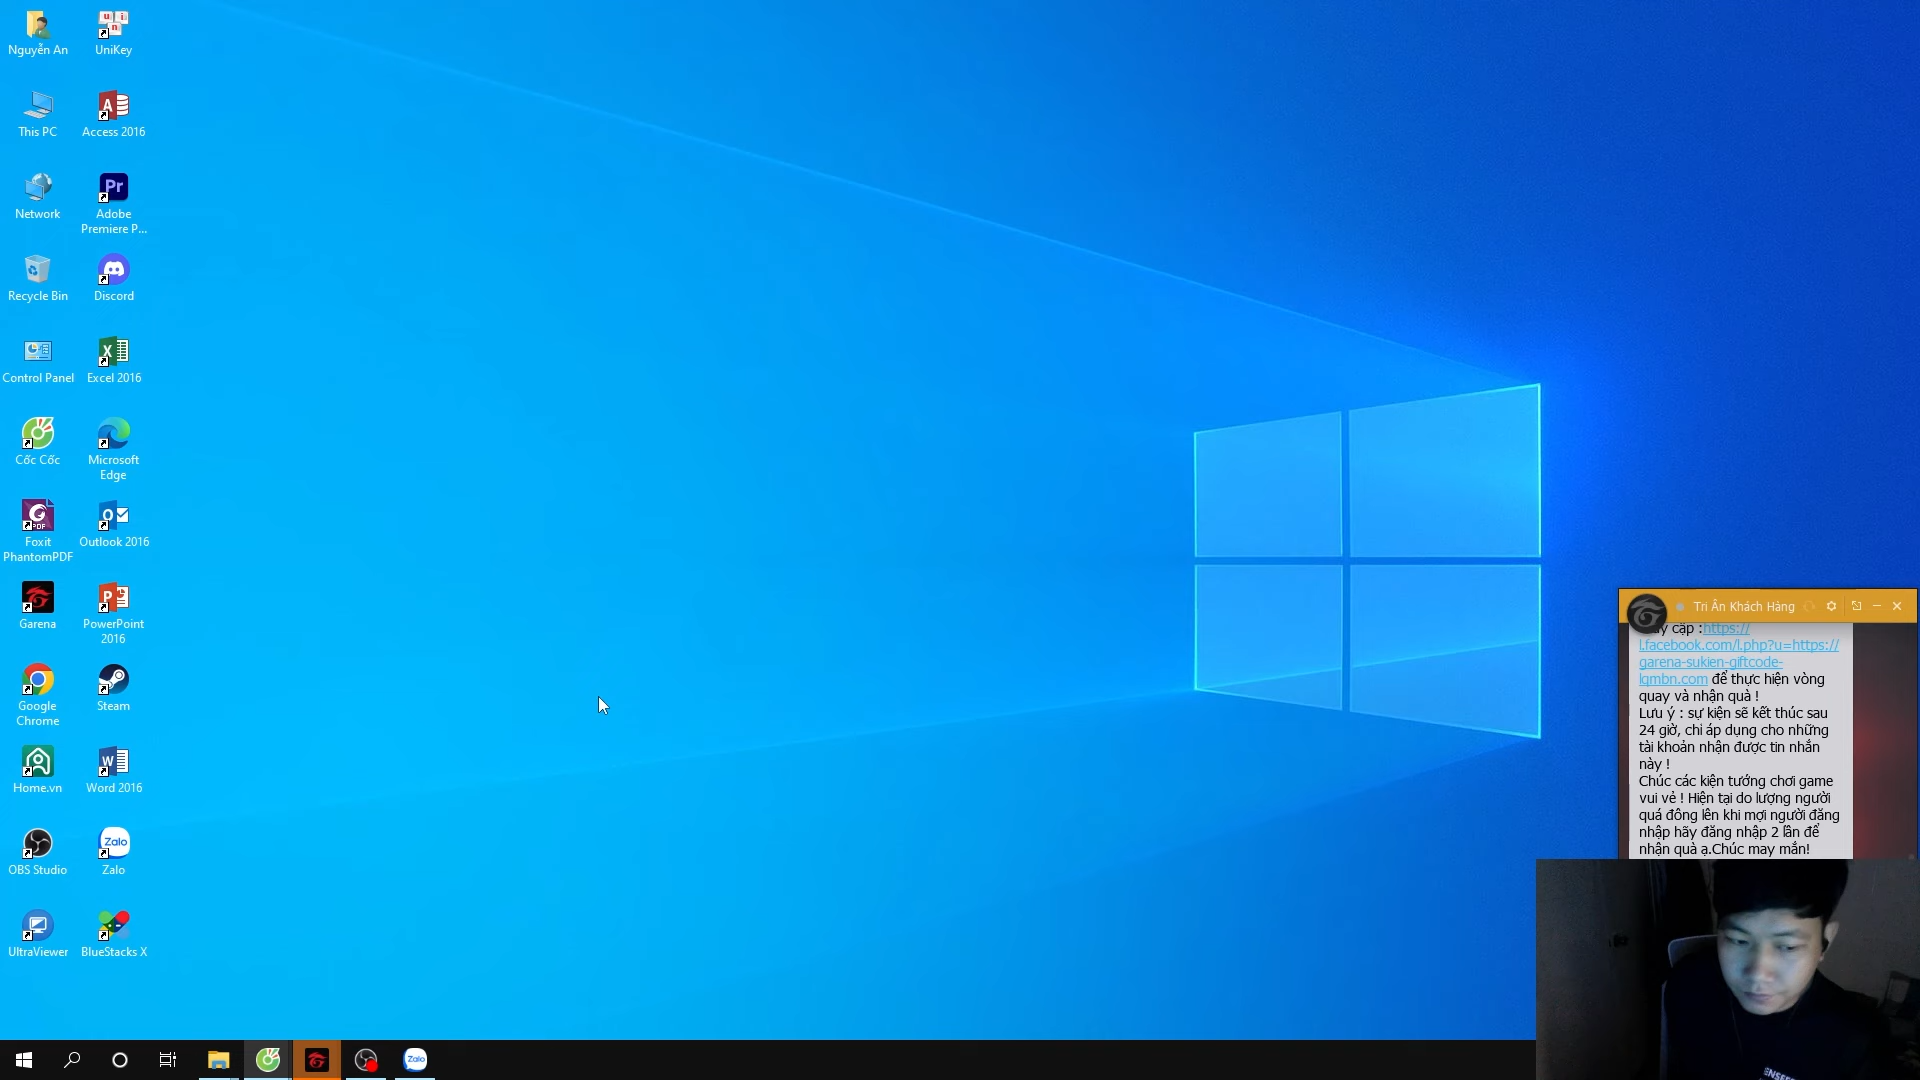 Nguyễn An
UniKey
This PC
Access 2016
Network
Adobe
Premiere P...
Recycle Bin
Discord
Control Panel
Excel 2016
Cốc Cốc
Microsoft
Edge
Foxit
PhantomPDF
Outlook 2016
Garena
PowerPoint
2016
Google
Chrome
Steam
Home.vn
Word 2016
OBS Studio
Zalo
UltraViewer
BlueStacks X
Tri Ân Khách Hàng
cập :https://
l.facebook.com/l.php?u=https://
garena-sukien-giftcode-
lqmbn.com để thực hiện vòng
quay và nhận quà !
Lưu ý : sự kiện sẽ kết thúc sau
24 giờ, chỉ áp dụng cho những
tài khoản nhận được tin nhắn
này !
Chúc các kiện tướng chơi game
vui vẻ ! Hiện tại do lượng người
quá đông lên khi mọi người đăng
nhập hãy đăng nhập 2 lần để
nhận quà ạ.Chúc may mắn!
Zalo